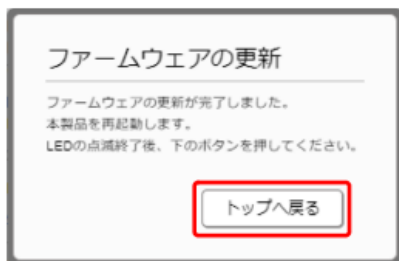 ファームウェアの更新
ファームウェアの更新が完了しました。
本製品を再起動します。
LEDの点滅終了後、下のボタンを押してください。
トップへ戻る